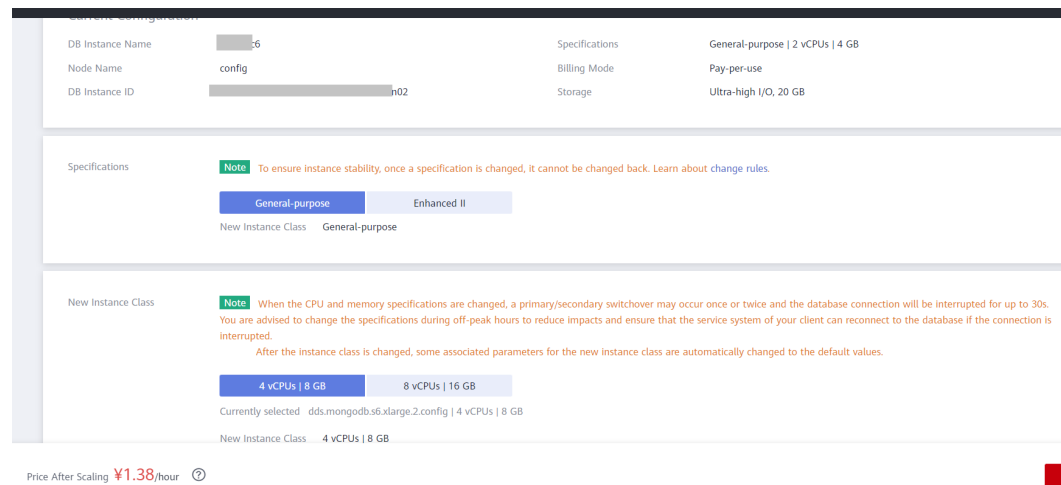 Current Configuration
DB Instance Name c6 Specifications General-purpose | 2 vCPUs | 4 GB
Node Name config Billing Mode Pay-per-use
DB Instance ID n02 Storage Ultra-high I/O, 20 GB
Specifications Note To ensure instance stability, once a specification is changed, it cannot be changed back. Learn about change rules.
General-purpose Enhanced II
New Instance Class General-purpose
New Instance Class Note When the CPU and memory specifications are changed, a primary/secondary switchover may occur once or twice and the database connection will be interrupted for up to 30s.
You are advised to change the specifications during off-peak hours to reduce impacts and ensure that the service system of your client can reconnect to the database if the connection is
interrupted.
After the instance class is changed, some associated parameters for the new instance class are automatically changed to the default values.
4 vCPUs | 8 GB 8 vCPUs | 16 GB
Currently selected dds.mongodb.s6.xlarge.2.config | 4 vCPUs | 8 GB
New Instance Class 4 vCPUs | 8 GB
Price After Scaling ¥1.38/hour ?